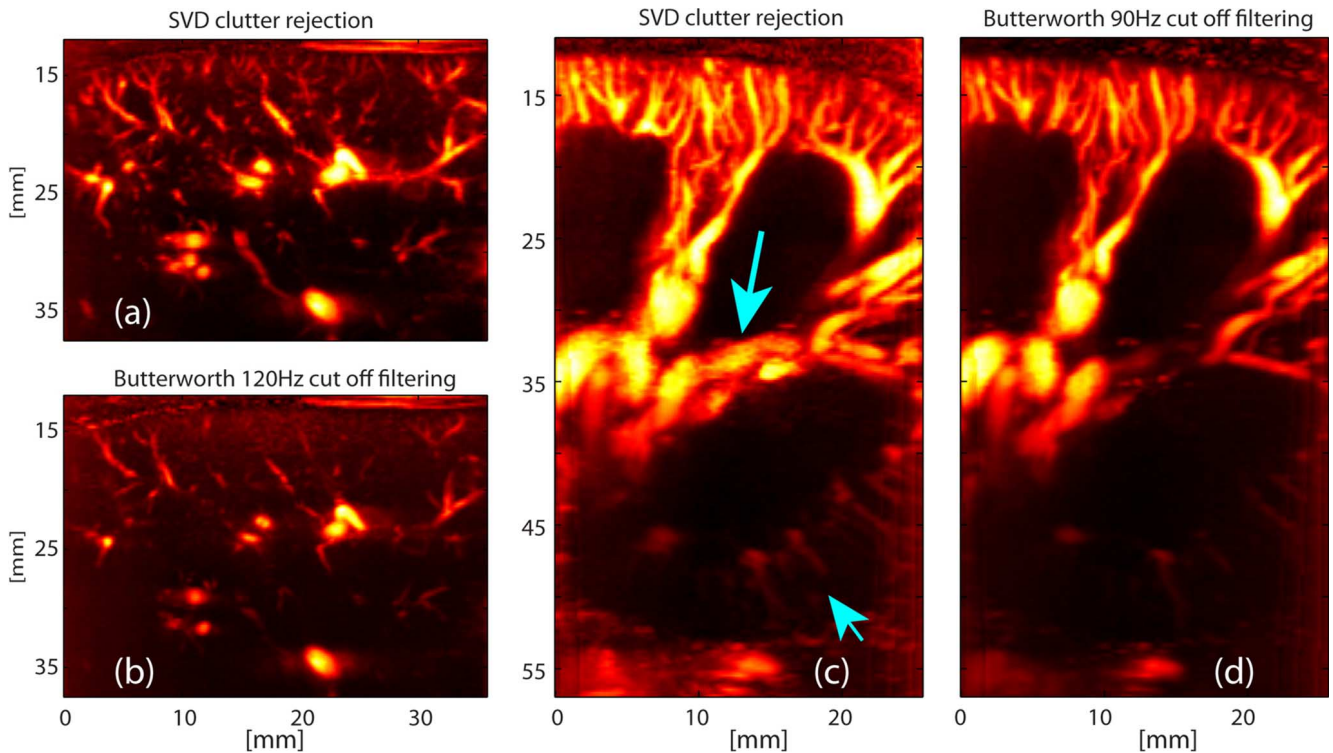 SVD clutter rejection
15
25
35
[mm]
(a)
Butterworth 120Hz cut off filtering
15
25
35
[mm]
(b)
0 10 20 30
[mm]
SVD clutter rejection
15
25
35
45
55
(c)
0 10 20
[mm]
Butterworth 90Hz cut off filtering
(d)
0 10 20
[mm]